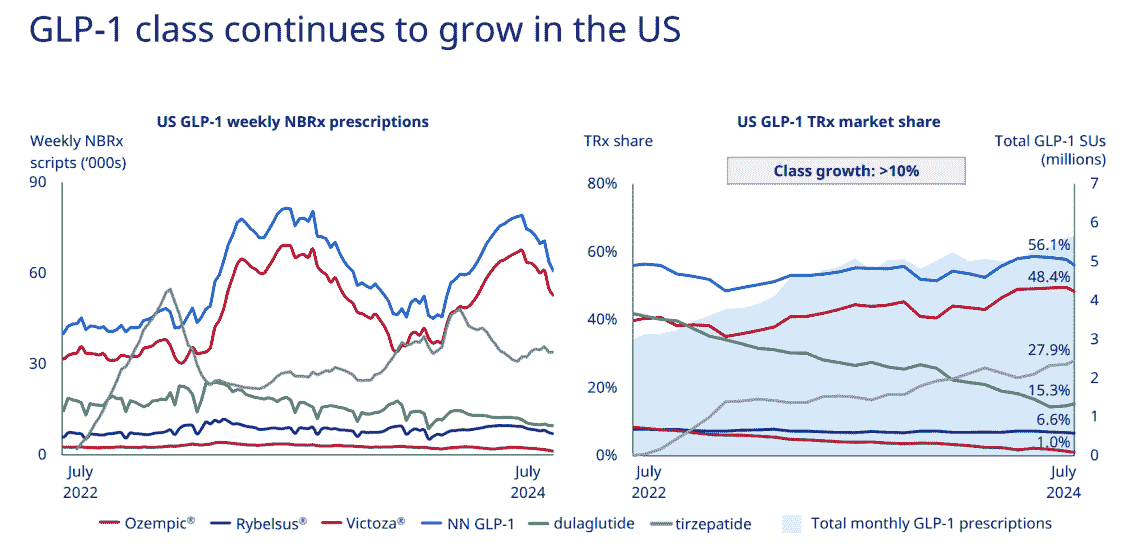 GLP-1 class continues to grow in the US
US GLP-1 weekly NBRx prescriptions
Weekly NBRx
scripts ('000s)
90
60
30
0
July
2022
July
2024
US GLP-1 TRx market share
TRx share
Total GLP-1 SUs
(millions)
Class growth: >10%
80%
60%
40%
20%
0%
7
6
5
4
3
2
1
0
56.1%
48.4%
27.9%
15.3%
6.6%
1.0%
July
2022
July
2024
Ozempic® Rybelsus® Victoza® NN GLP-1 dulaglutide tirzepatide Total monthly GLP-1 prescriptions